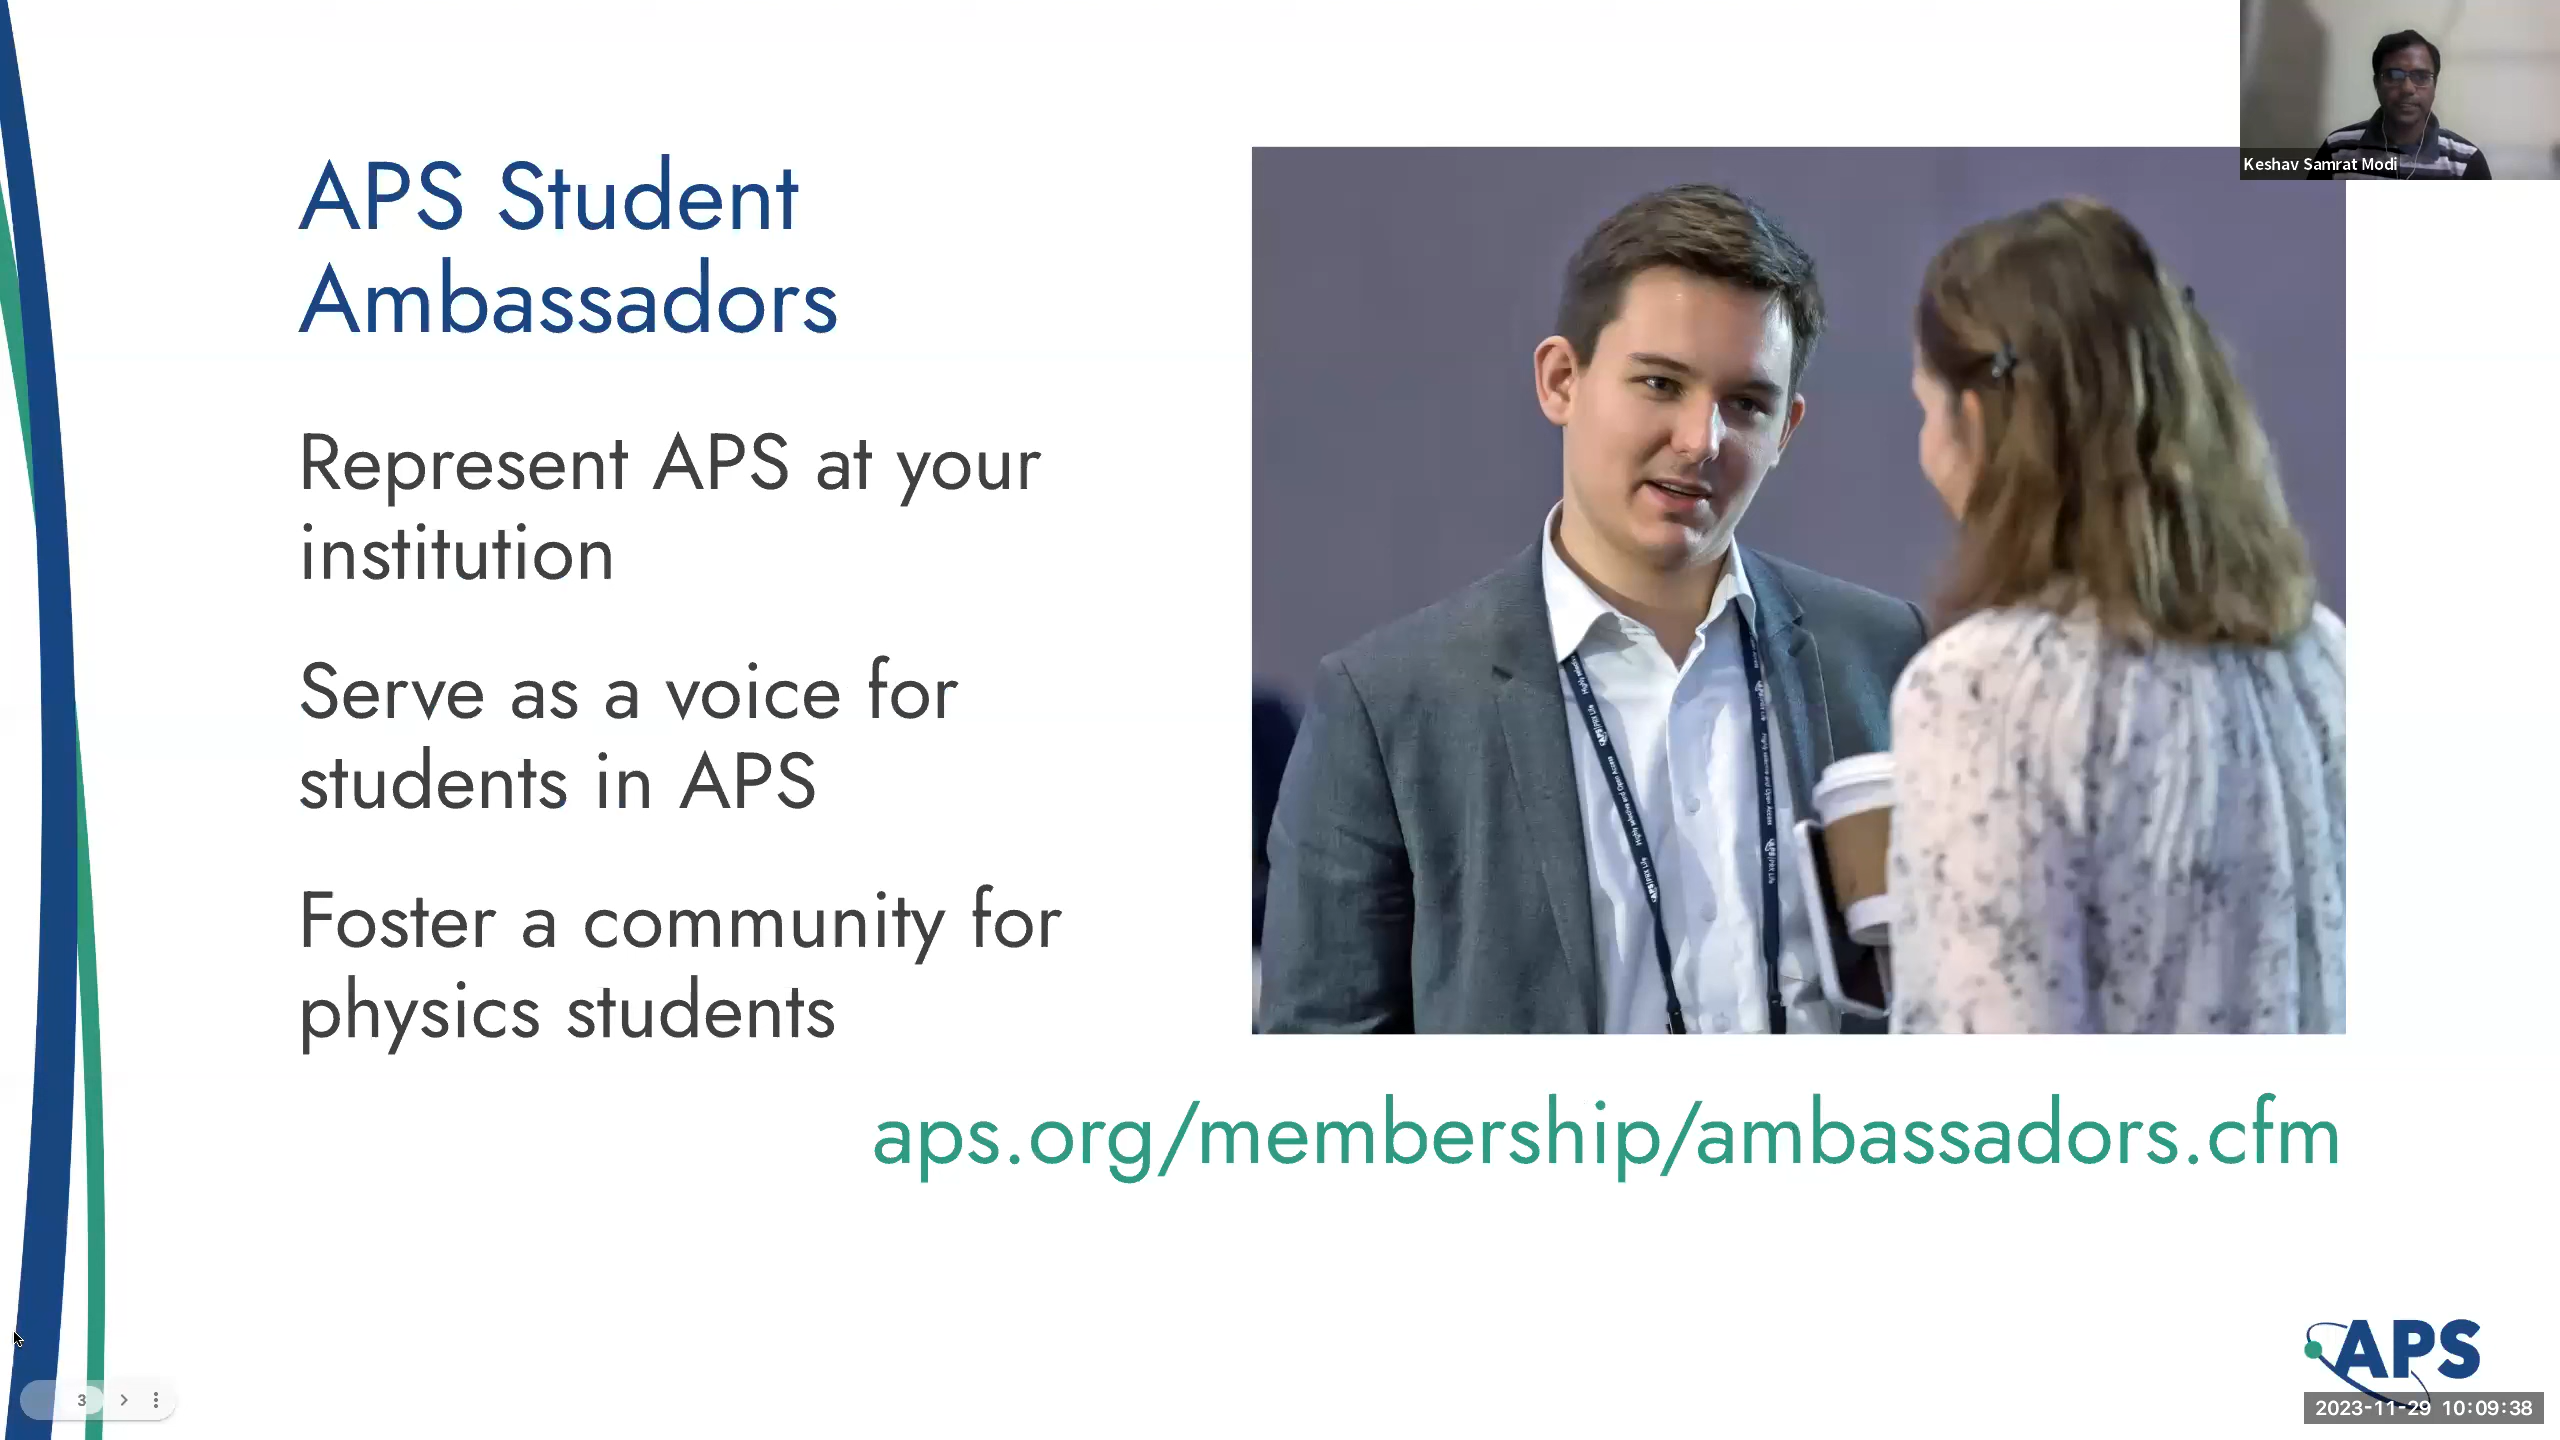 Keshav Samrat Modi
APS Student
Ambassadors
Represent APS at your
institution
Serve as a voice for
students in APS
Foster a community for
physics students
aps.org/membership/ambassadors.cfm
APS
3
2023-11-29 10:09:38